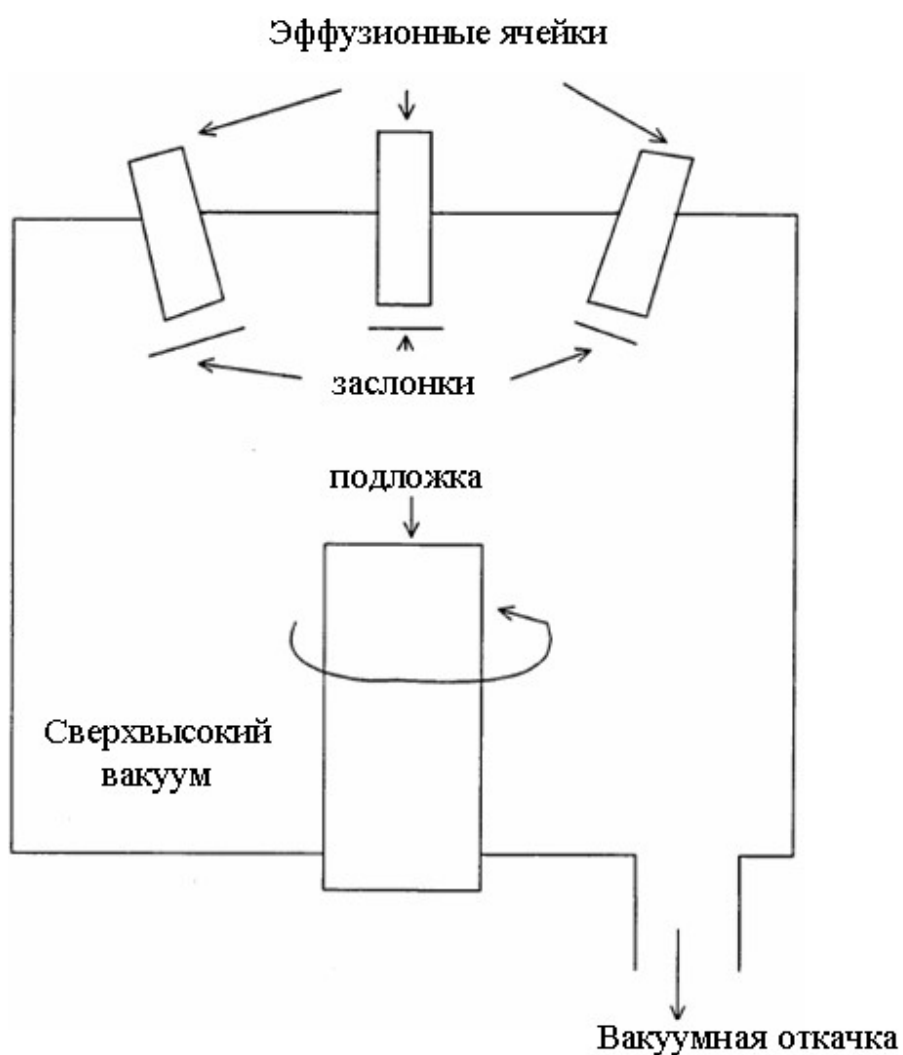 Эффузионные ячейки
заслонки
подложка
Сверхвысокий
вакуум
Вакуумная откачка